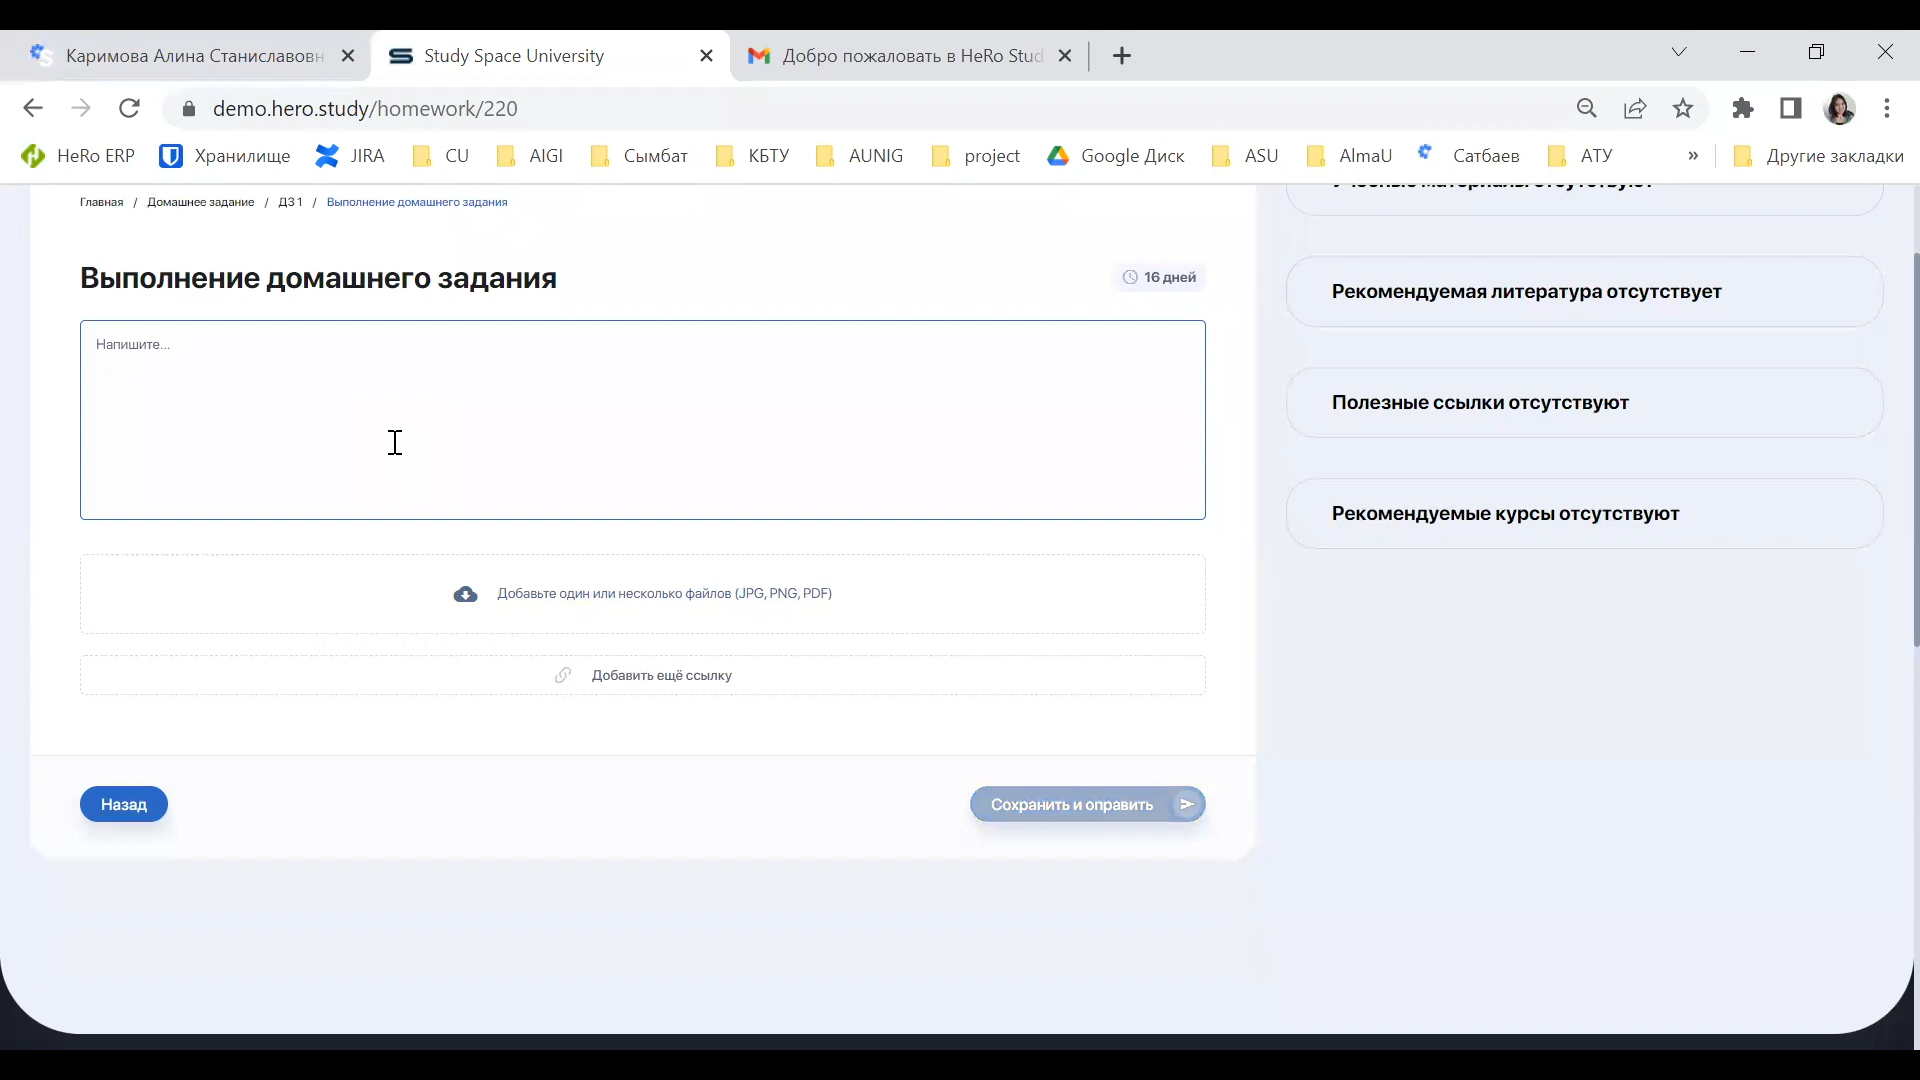 Каримова Алина Станиславовн
Study Space University
Добро пожаловать в HeRo Stud
demo.hero.study/homework/220
HeRo ERP
Хранилище
JIRA
CU
AIGI
Сымбат
КБТУ
AUNIG
project
Google Диск
ASU
AlmaU
Сатбаев
АТУ
»
Другие закладки
Главная / Домашнее задание / ДЗ 1 / Выполнение домашнего задания
Выполнение домашнего задания
16 дней
Напишите...
Добавьте один или несколько файлов (JPG, PNG, PDF)
Добавить ещё ссылку
Назад
Сохранить и оправить
Учебные материалы отсутствуют
Рекомендуемая литература отсутствует
Полезные ссылки отсутствуют
Рекомендуемые курсы отсутствуют